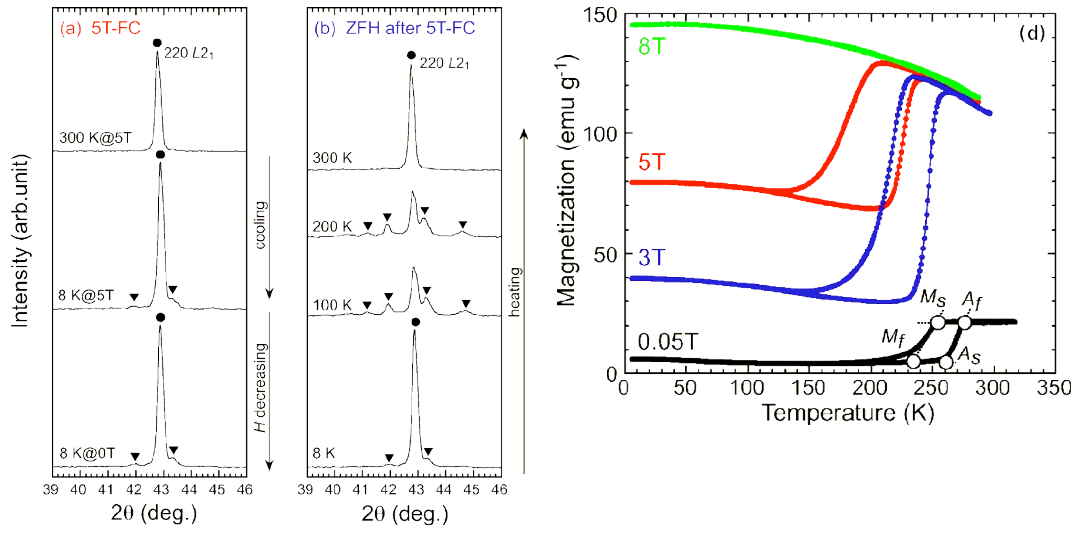 (a) 5T-FC
220 L2₁
300 K@5T
8 K@5T
8 K@0T
cooling
H decreasing
Intensity (arb.unit)
39 40 41 42 43 44 45 46
2θ (deg.)
(b) ZFH after 5T-FC
220 L2₁
300 K
200 K
100 K
8 K
heating
39 40 41 42 43 44 45 46
2θ (deg.)
(d)
8T
5T
3T
0.05T
Ms
Af
Mf
As
Magnetization (emu g⁻¹)
150
100
50
0
0 50 100 150 200 250 300 350
Temperature (K)